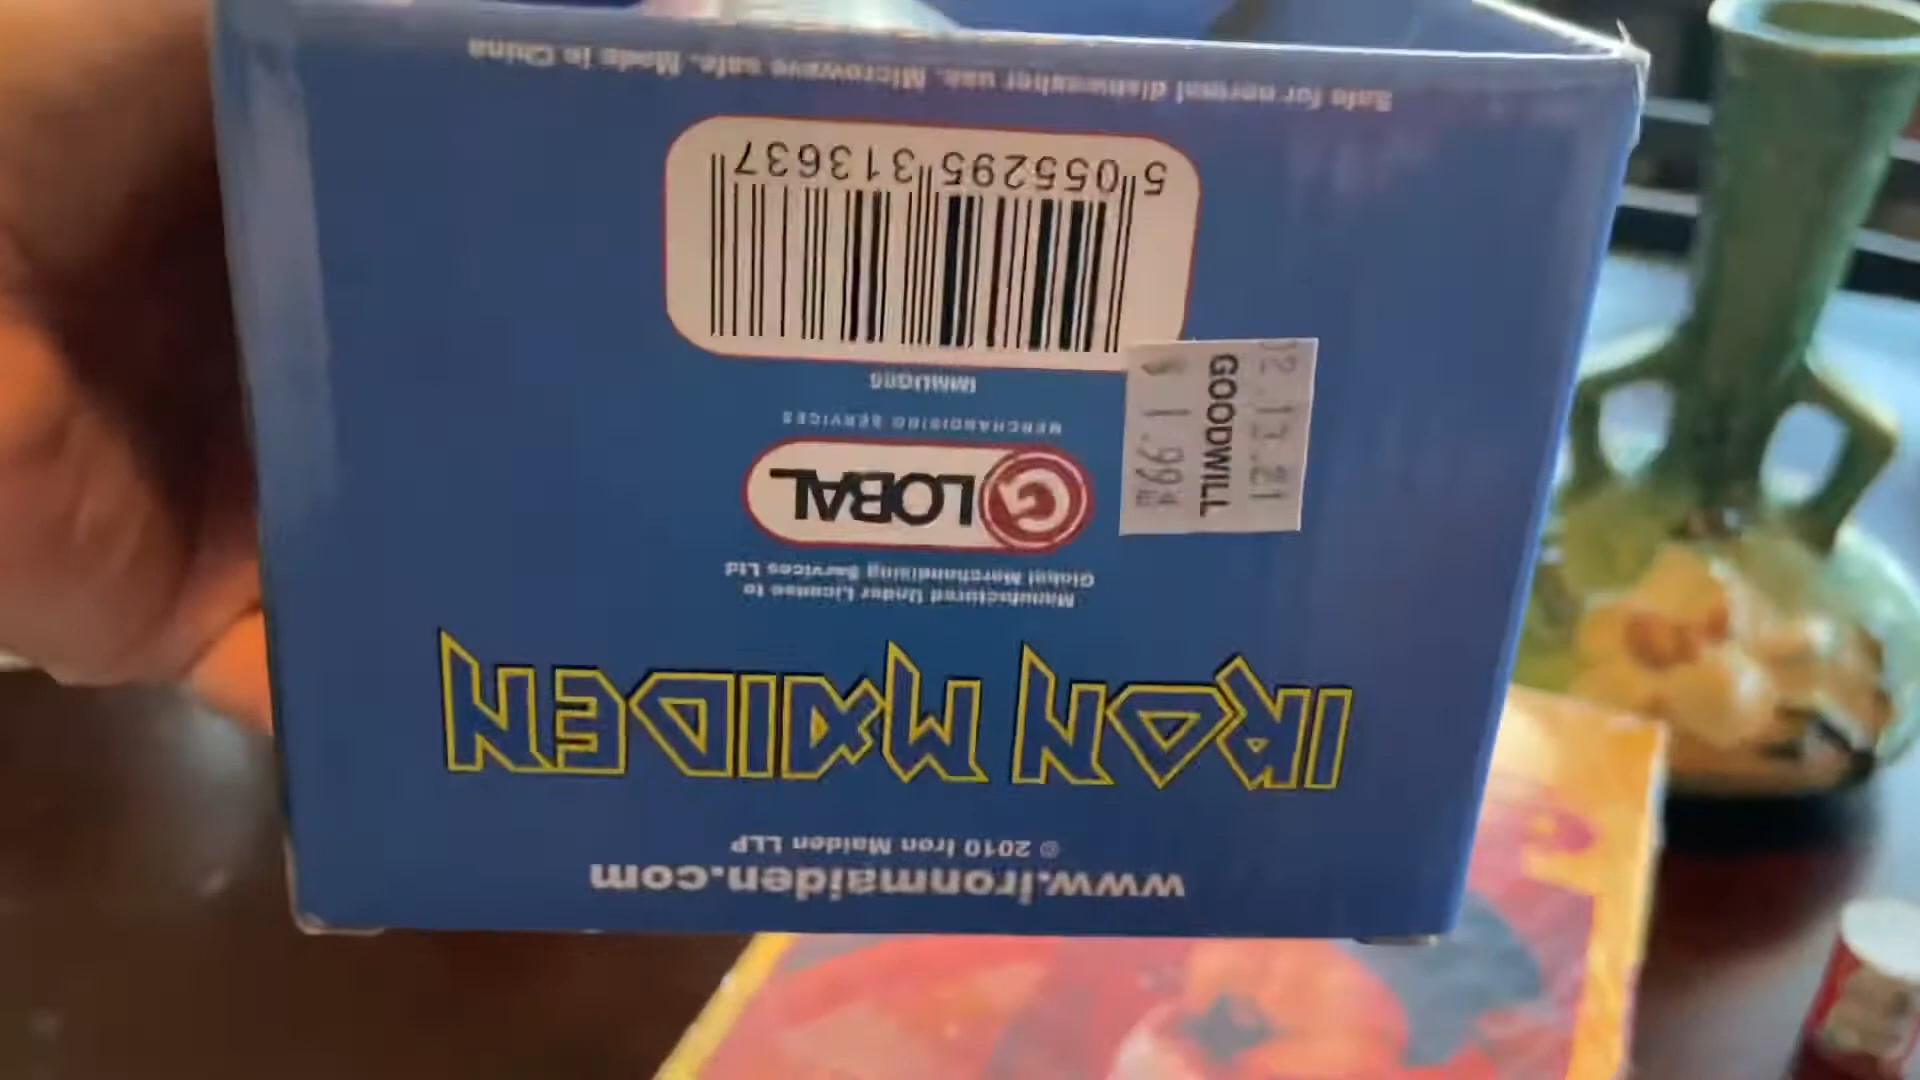 www.ironmaiden.com
© 2010 Iron Maiden LLP
IRON MAIDEN
Manufactured Under License to
Global Merchandising Services Ltd
GLOBAL
MERCHANDISING SERVICES
5 055295 313637
Safe for normal dishwasher use. Microwave safe. Made in China
02.13.21
GOODWILL
$1.99